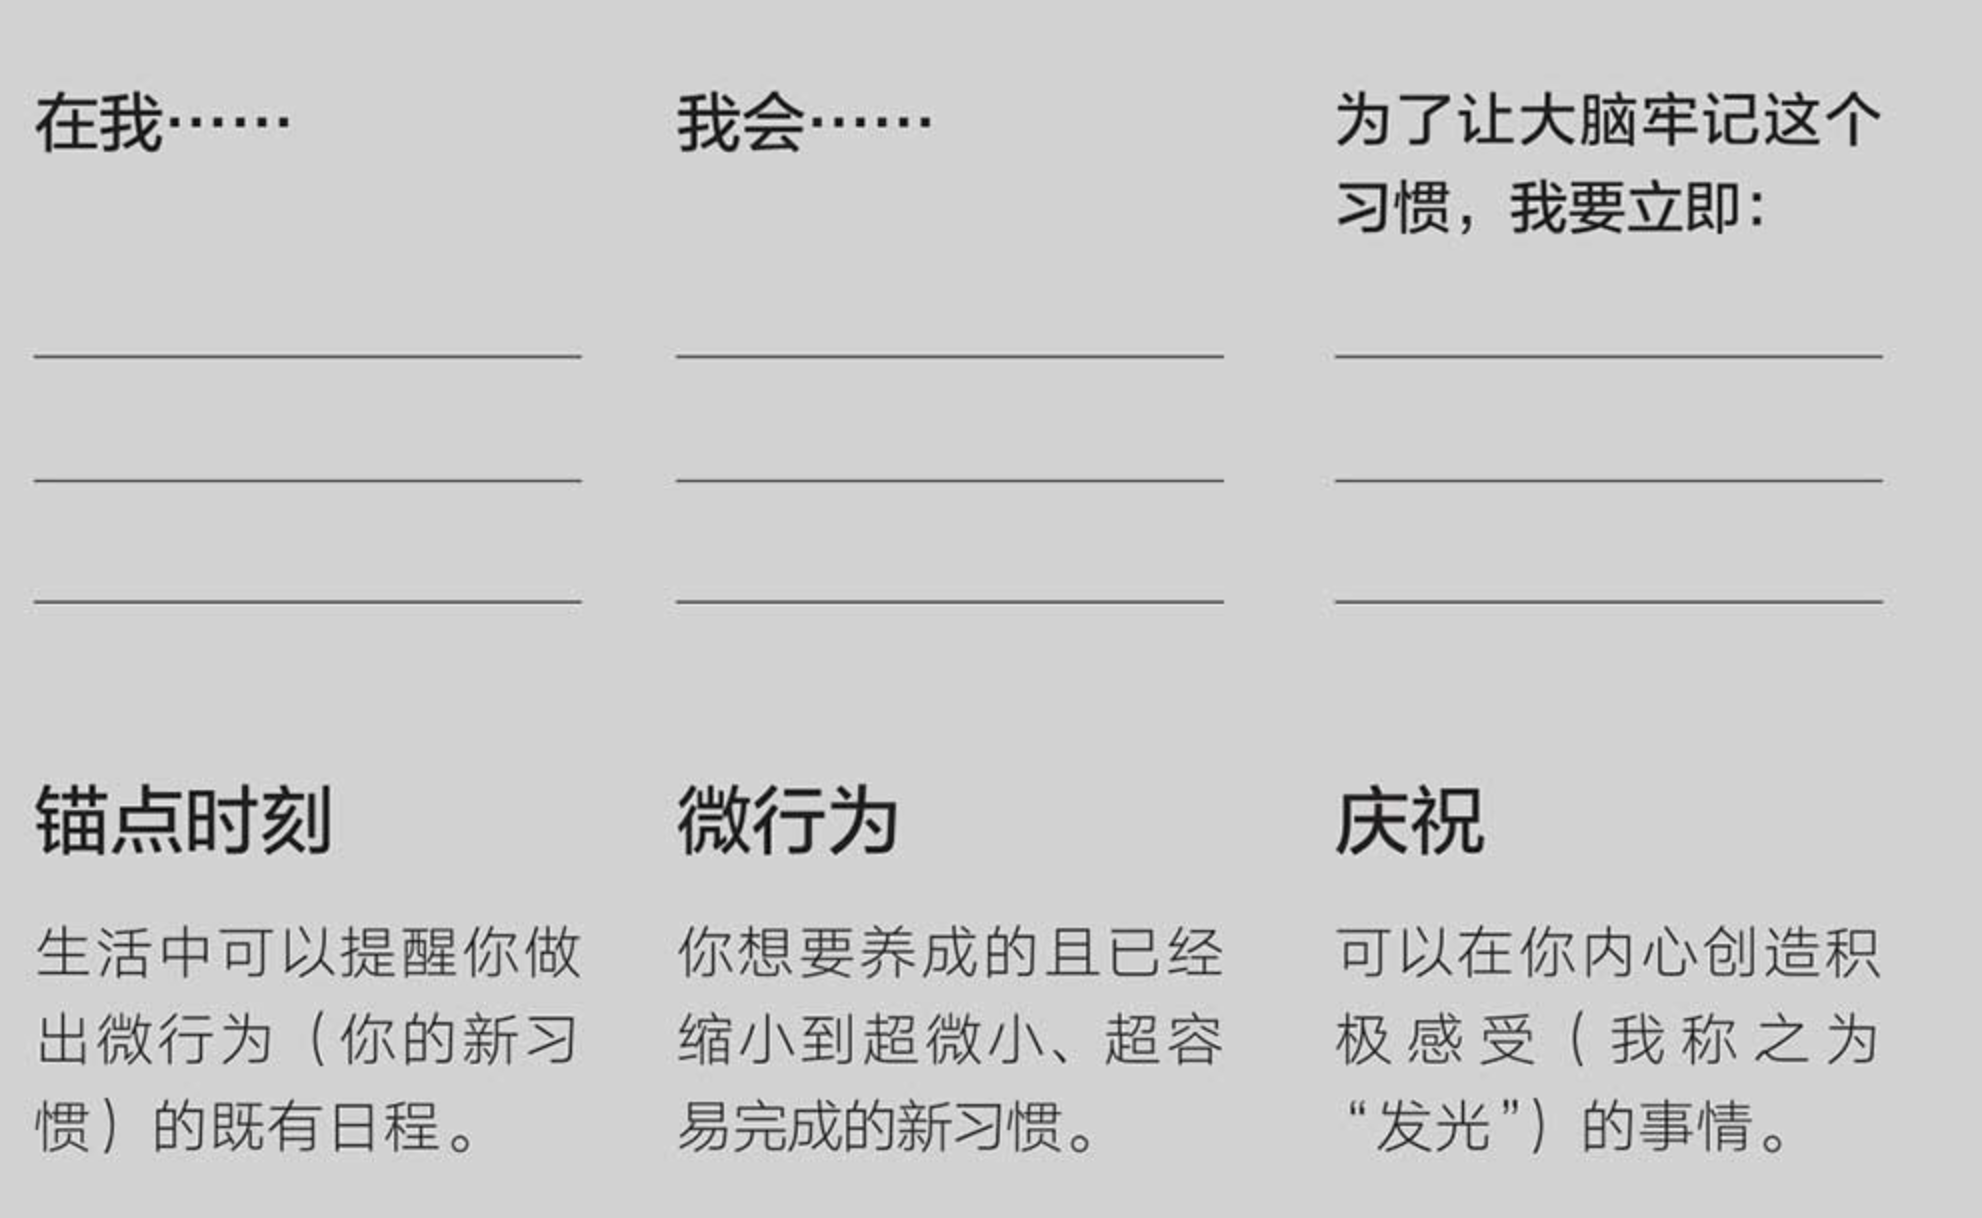 在我……
我会……
为了让大脑牢记这个
习惯，我要立即：
锚点时刻
生活中可以提醒你做
出微行为（你的新习
惯）的既有日程。
微行为
你想要养成的且已经
缩小到超微小、超容
易完成的新习惯。
庆祝
可以在你内心创造积
极感受（我称之为
“发光”）的事情。